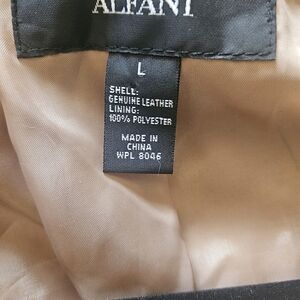 ALFANI
L
SHELL:
GENUINE LEATHER
LINING:
100% POLYESTER
MADE IN
CHINA
WPL 8046